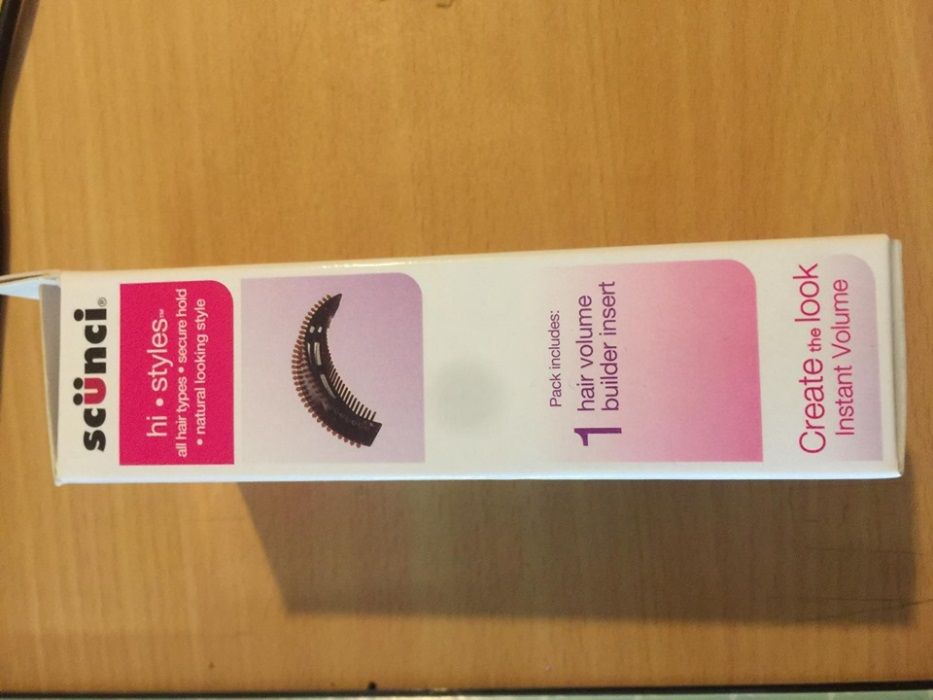 scünci®
hi • styles™
all hair types • secure hold
• natural looking style
Pack includes:
1 hair volume
builder insert
Create the look
Instant Volume